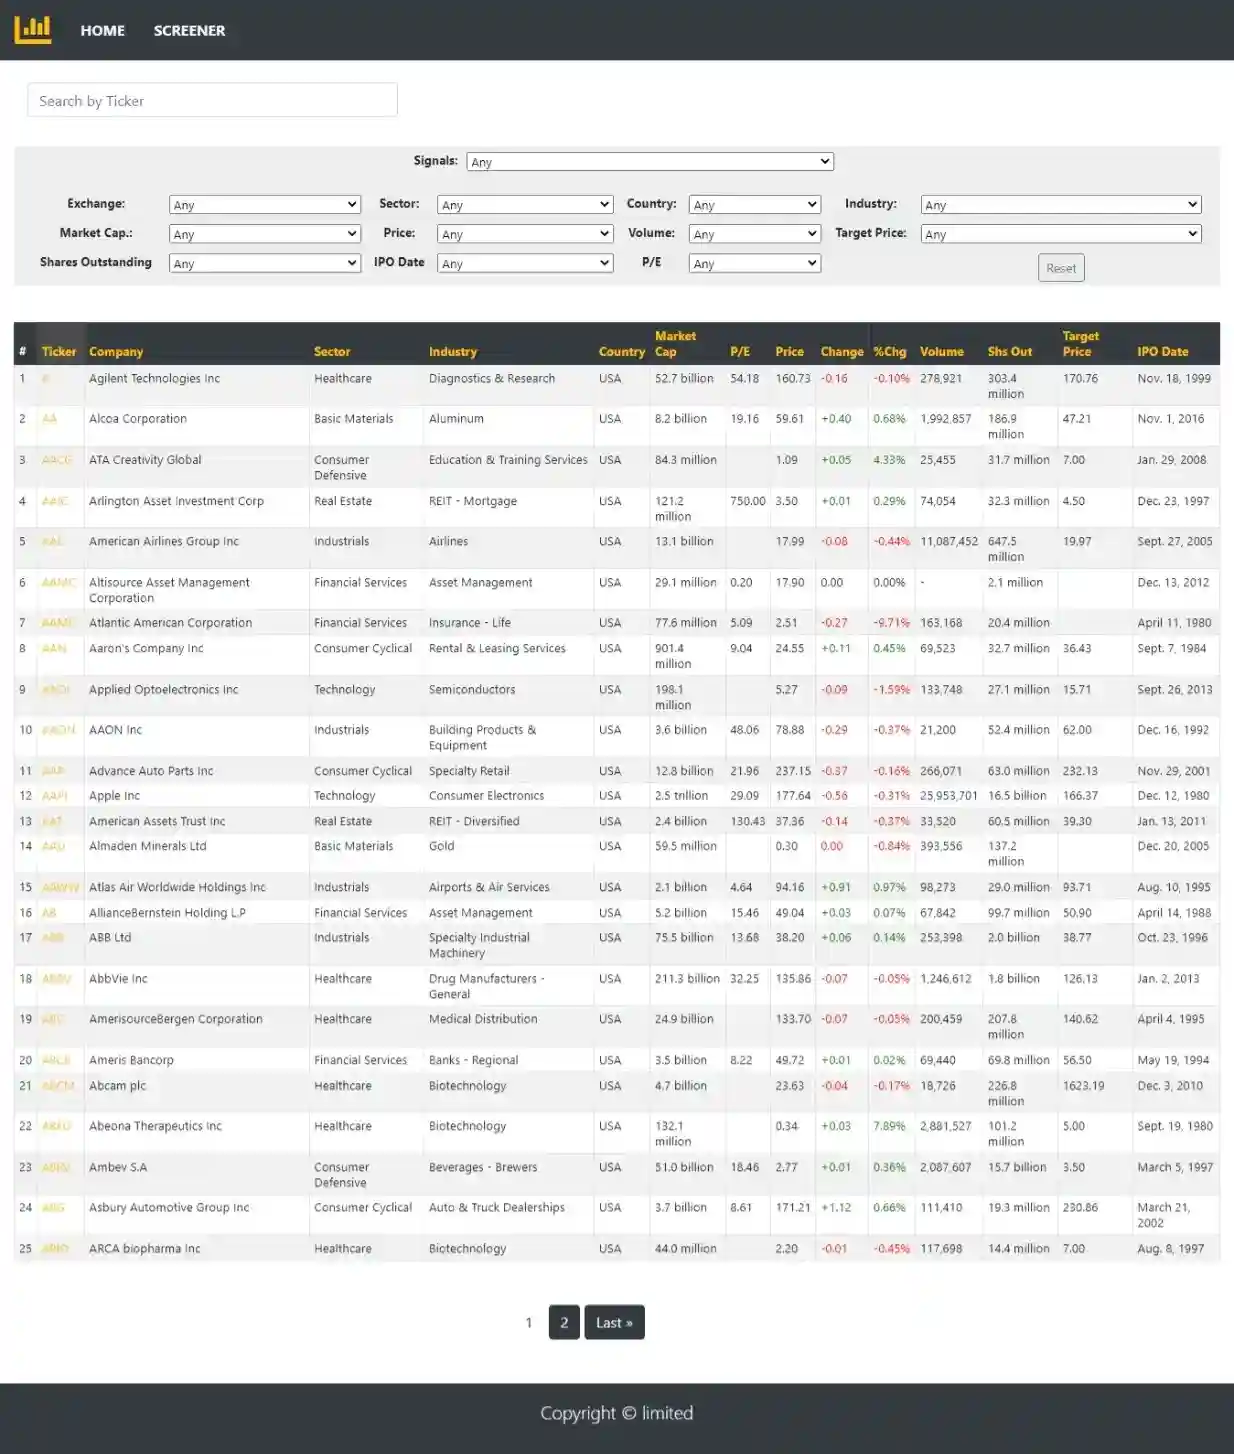 HOME SCREENER
Search by Ticker
Signals: Any
Exchange: Any Sector: Any Country: Any Industry: Any
Market Cap.: Any Price: Any Volume: Any Target Price: Any
Shares Outstanding Any IPO Date Any P/E Any Reset
# Ticker Company Sector Industry Country Market Cap P/E Price Change %Chg Volume Shs Out Target Price IPO Date
1 Agilent Technologies Inc Healthcare Diagnostics & Research USA 52.7 billion 54.18 160.73 -0.16 -0.10% 278,921 303.4 million 170.76 Nov. 18, 1999
2 AA Alcoa Corporation Basic Materials Aluminum USA 8.2 billion 19.16 59.61 +0.40 0.68% 1,992,857 186.9 million 47.21 Nov. 1, 2016
3 AACG ATA Creativity Global Consumer Defensive Education & Training Services USA 84.3 million 1.09 +0.05 4.33% 25,455 31.7 million 7.00 Jan. 29, 2008
4 AAIC Arlington Asset Investment Corp Real Estate REIT - Mortgage USA 121.2 million 750.00 3.50 +0.01 0.29% 74,054 32.3 million 4.50 Dec. 23, 1997
5 AAL American Airlines Group Inc Industrials Airlines USA 13.1 billion 17.99 -0.08 -0.44% 11,087,452 647.5 million 19.97 Sept. 27, 2005
6 AAMC Altisource Asset Management Corporation Financial Services Asset Management USA 29.1 million 0.20 17.90 0.00 0.00% - 2.1 million Dec. 13, 2012
7 AAME Atlantic American Corporation Financial Services Insurance - Life USA 77.6 million 5.09 2.51 -0.27 -9.71% 163,168 20.4 million April 11, 1980
8 AAN Aaron's Company Inc Consumer Cyclical Rental & Leasing Services USA 901.4 million 9.04 24.55 +0.11 0.45% 69,523 32.7 million 36.43 Sept. 7, 1984
9 AAOI Applied Optoelectronics Inc Technology Semiconductors USA 198.1 million 5.27 -0.09 -1.59% 133,748 27.1 million 15.71 Sept. 26, 2013
10 AAON AAON Inc Industrials Building Products & Equipment USA 3.6 billion 48.06 78.88 -0.29 -0.37% 21,200 52.4 million 62.00 Dec. 16, 1992
11 AAP Advance Auto Parts Inc Consumer Cyclical Specialty Retail USA 12.8 billion 21.96 237.15 -0.37 -0.16% 266,071 63.0 million 232.13 Nov. 29, 2001
12 AAPL Apple Inc Technology Consumer Electronics USA 2.5 trillion 29.09 177.64 -0.56 -0.31% 25,953,701 16.5 billion 166.37 Dec. 12, 1980
13 AAT American Assets Trust Inc Real Estate REIT - Diversified USA 2.4 billion 130.43 37.36 -0.14 -0.37% 33,520 60.5 million 39.30 Jan. 13, 2011
14 AAU Almaden Minerals Ltd Basic Materials Gold USA 59.5 million 0.30 0.00 -0.84% 393,556 137.2 million Dec. 20, 2005
15 AAWW Atlas Air Worldwide Holdings Inc Industrials Airports & Air Services USA 2.1 billion 4.64 94.16 +0.91 0.97% 98,273 29.0 million 93.71 Aug. 10, 1995
16 AB AllianceBernstein Holding L.P Financial Services Asset Management USA 5.2 billion 15.46 49.04 +0.03 0.07% 67,842 99.7 million 50.90 April 14, 1988
17 ABB ABB Ltd Industrials Specialty Industrial Machinery USA 75.5 billion 13.68 38.20 +0.06 0.14% 253,398 2.0 billion 38.77 Oct. 23, 1996
18 ABBV AbbVie Inc Healthcare Drug Manufacturers - General USA 211.3 billion 32.25 135.86 -0.07 -0.05% 1,246,612 1.8 billion 126.13 Jan. 2, 2013
19 ABC AmerisourceBergen Corporation Healthcare Medical Distribution USA 24.9 billion 133.70 -0.07 -0.05% 200,459 207.8 million 140.62 April 4, 1995
20 ABCB Ameris Bancorp Financial Services Banks - Regional USA 3.5 billion 8.22 49.72 +0.01 0.02% 69,440 69.8 million 56.50 May 19, 1994
21 ABCM Abcam plc Healthcare Biotechnology USA 4.7 billion 23.63 -0.04 -0.17% 18,726 226.8 million 1623.19 Dec. 3, 2010
22 ABEO Abeona Therapeutics Inc Healthcare Biotechnology USA 132.1 million 0.34 +0.03 7.89% 2,881,527 101.2 million 5.00 Sept. 19, 1980
23 ABEV Ambev S.A Consumer Defensive Beverages - Brewers USA 51.0 billion 18.46 2.77 +0.01 0.36% 2,087,607 15.7 billion 3.50 March 5, 1997
24 ABG Asbury Automotive Group Inc Consumer Cyclical Auto & Truck Dealerships USA 3.7 billion 8.61 171.21 +1.12 0.66% 111,410 19.3 million 230.86 March 21, 2002
25 ABIO ARCA biopharma Inc Healthcare Biotechnology USA 44.0 million 2.20 -0.01 -0.45% 117,698 14.4 million 7.00 Aug. 8, 1997
1 2 Last »
Copyright © limited